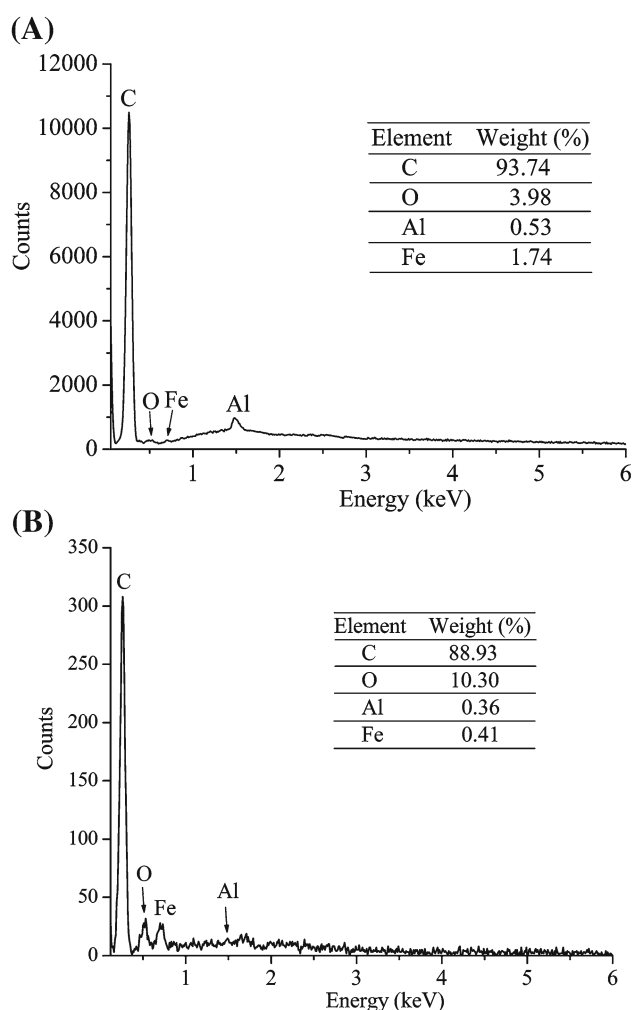 (A)
12000
10000
8000
6000
4000
2000
0
Counts
C
O Fe
Al
Element Weight (%)
C 93.74
O 3.98
Al 0.53
Fe 1.74
1 2 3 4 5 6
Energy (keV)
(B)
350
300
250
200
150
100
50
0
Counts
C
O
Fe
Al
Element Weight (%)
C 88.93
O 10.30
Al 0.36
Fe 0.41
1 2 3 4 5 6
Energy (keV)